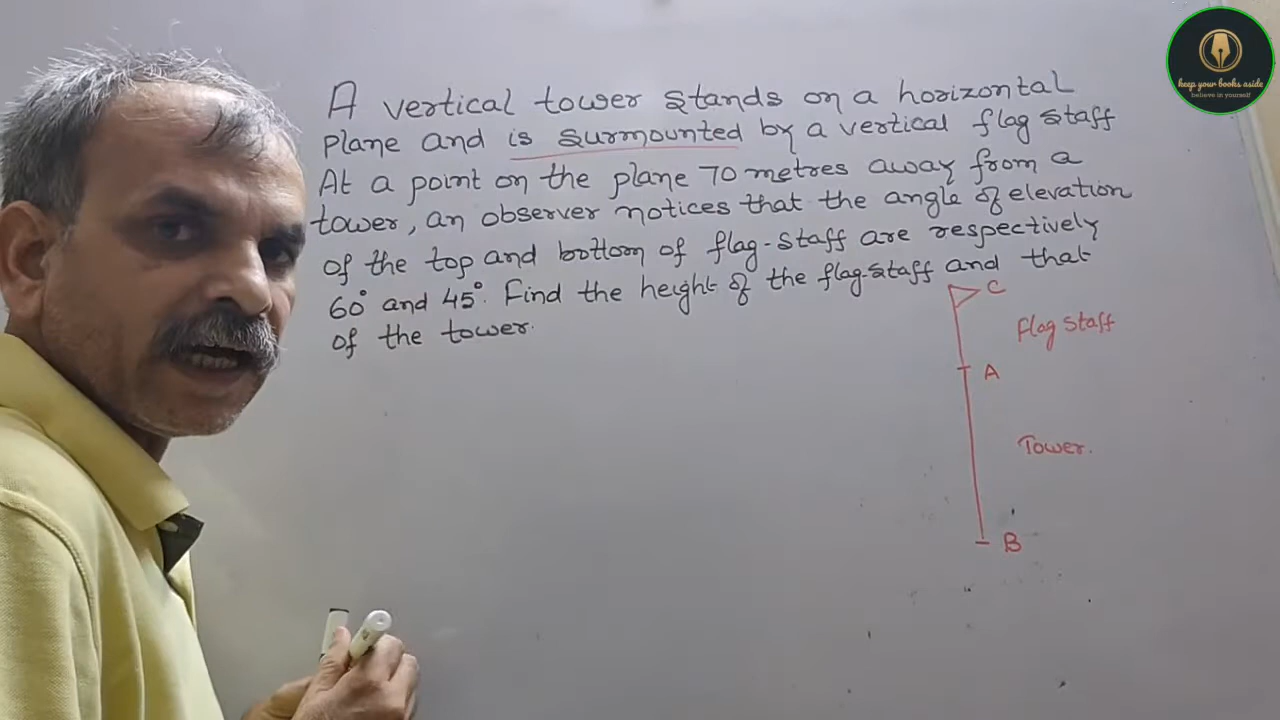 A vertical tower stands on a horizontal
plane and is surmounted by a vertical flag staff
At a point on the plane 70 metres away from a
tower, an observer notices that the angle of elevation
of the top and bottom of flag-staff are respectively
60° and 45°. Find the height of the flag-staff and that
of the tower.
C
Flag staff
A
Tower.
B
keep your books aside
believe in yourself